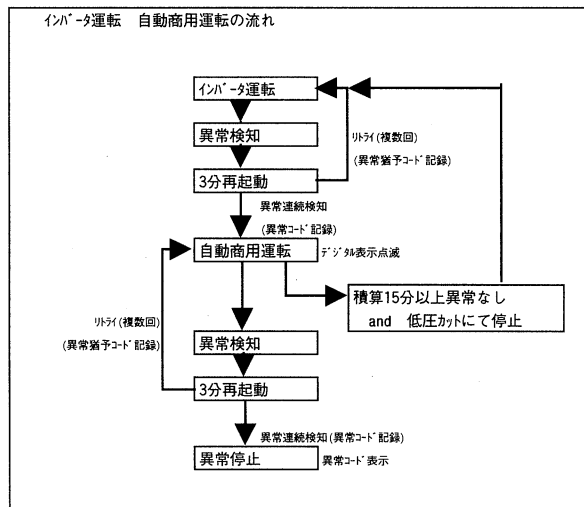 ｲﾝﾊﾞｰﾀ運転　自動商用運転の流れ
ｲﾝﾊﾞｰﾀ運転
異常検知
ﾘﾄﾗｲ(複数回)
(異常猶予ｺｰﾄﾞ記録)
3分再起動
異常連続検知
(異常ｺｰﾄﾞ記録)
自動商用運転
ﾃﾞｼﾞﾀﾙ表示点滅
積算15分以上異常なし
and　低圧ｶｯﾄにて停止
ﾘﾄﾗｲ(複数回)
(異常猶予ｺｰﾄﾞ記録)
異常検知
3分再起動
異常連続検知(異常ｺｰﾄﾞ記録)
異常停止
異常ｺｰﾄﾞ表示